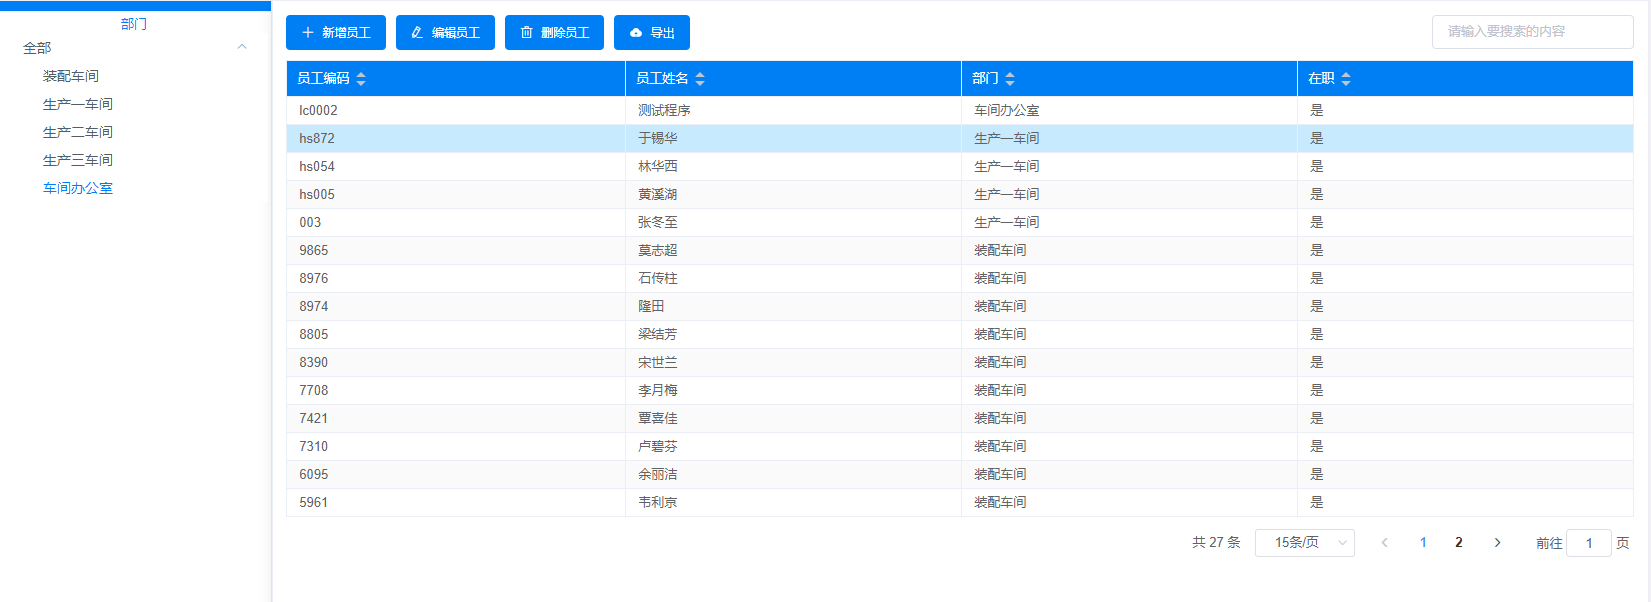 部门
全部
装配车间
生产一车间
生产二车间
生产三车间
车间办公室
新增员工 编辑员工 删除员工 导出 请输入要搜索的内容
员工编码 员工姓名 部门 在职
lc0002 测试程序 车间办公室 是
hs872 于锡华 生产一车间 是
hs054 林华西 生产一车间 是
hs005 黄溪湖 生产一车间 是
003 张冬至 生产一车间 是
9865 莫志超 装配车间 是
8976 石传柱 装配车间 是
8974 隆田 装配车间 是
8805 梁结芳 装配车间 是
8390 宋世兰 装配车间 是
7708 李月梅 装配车间 是
7421 覃喜佳 装配车间 是
7310 卢碧芬 装配车间 是
6095 余丽洁 装配车间 是
5961 韦利京 装配车间 是
共 27 条 15条/页 1 2 前往 1 页